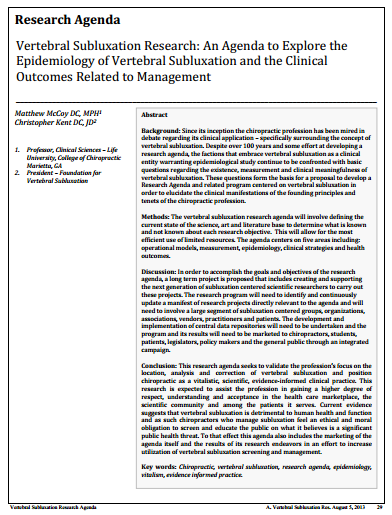 Research Agenda
Vertebral Subluxation Research: An Agenda to Explore the
Epidemiology of Vertebral Subluxation and the Clinical
Outcomes Related to Management
Matthew McCoy DC, MPH¹
Christopher Kent DC, JD²
1. Professor, Clinical Sciences – Life
University, College of Chiropractic
Marietta, GA
2. President – Foundation for
Vertebral Subluxation
Abstract
Background: Since its inception the chiropractic profession has been mired in
debate regarding its clinical application – specifically surrounding the concept of
vertebral subluxation. Despite over 100 years and some effort at developing a
research agenda, the factions that embrace vertebral subluxation as a clinical
entity warranting epidemiological study continue to be confronted with basic
questions regarding the existence, measurement and clinical meaningfulness of
vertebral subluxation. These questions form the basis for a proposal to develop a
Research Agenda and related program centered on vertebral subluxation in
order to elucidate the clinical manifestations of the founding principles and
tenets of the chiropractic profession.
Methods: The vertebral subluxation research agenda will involve defining the
current state of the science, art and literature base to determine what is known
and not known about each research objective. This will allow for the most
efficient use of limited resources. The agenda centers on five areas including:
operational models, measurement, epidemiology, clinical strategies and health
outcomes.
Discussion: In order to accomplish the goals and objectives of the research
agenda, a long term project is proposed that includes creating and supporting
the next generation of subluxation centered scientific researchers to carry out
these projects. The research program will need to identify and continuously
update a manifest of research projects directly relevant to the agenda and will
need to involve a large segment of subluxation centered groups, organizations,
associations, vendors, practitioners and patients. The development and
implementation of central data repositories will need to be undertaken and the
program and its results will need to be marketed to chiropractors, students,
patients, legislators, policy makers and the general public through an integrated
campaign.
Conclusion: This research agenda seeks to validate the profession's focus on the
location, analysis and correction of vertebral subluxation and position
chiropractic as a vitalistic, scientific, evidence-informed clinical practice. This
research is expected to assist the profession in gaining a higher degree of
respect, understanding and acceptance in the health care marketplace, the
scientific community and among the patients it serves. Current evidence
suggests that vertebral subluxation is detrimental to human health and function
and as such chiropractors who manage subluxation feel an ethical and moral
obligation to screen and educate the public on what it believes is a significant
public health threat. To that effect this agenda also includes the marketing of the
agenda itself and the results of its research endeavors in an effort to increase
utilization of vertebral subluxation screening and management.
Key words: Chiropractic, vertebral subluxation, research agenda, epidemiology,
vitalism, evidence informed practice.
Vertebral Subluxation Research Agenda
A. Vertebral Subluxation Res. August 5, 2013 29